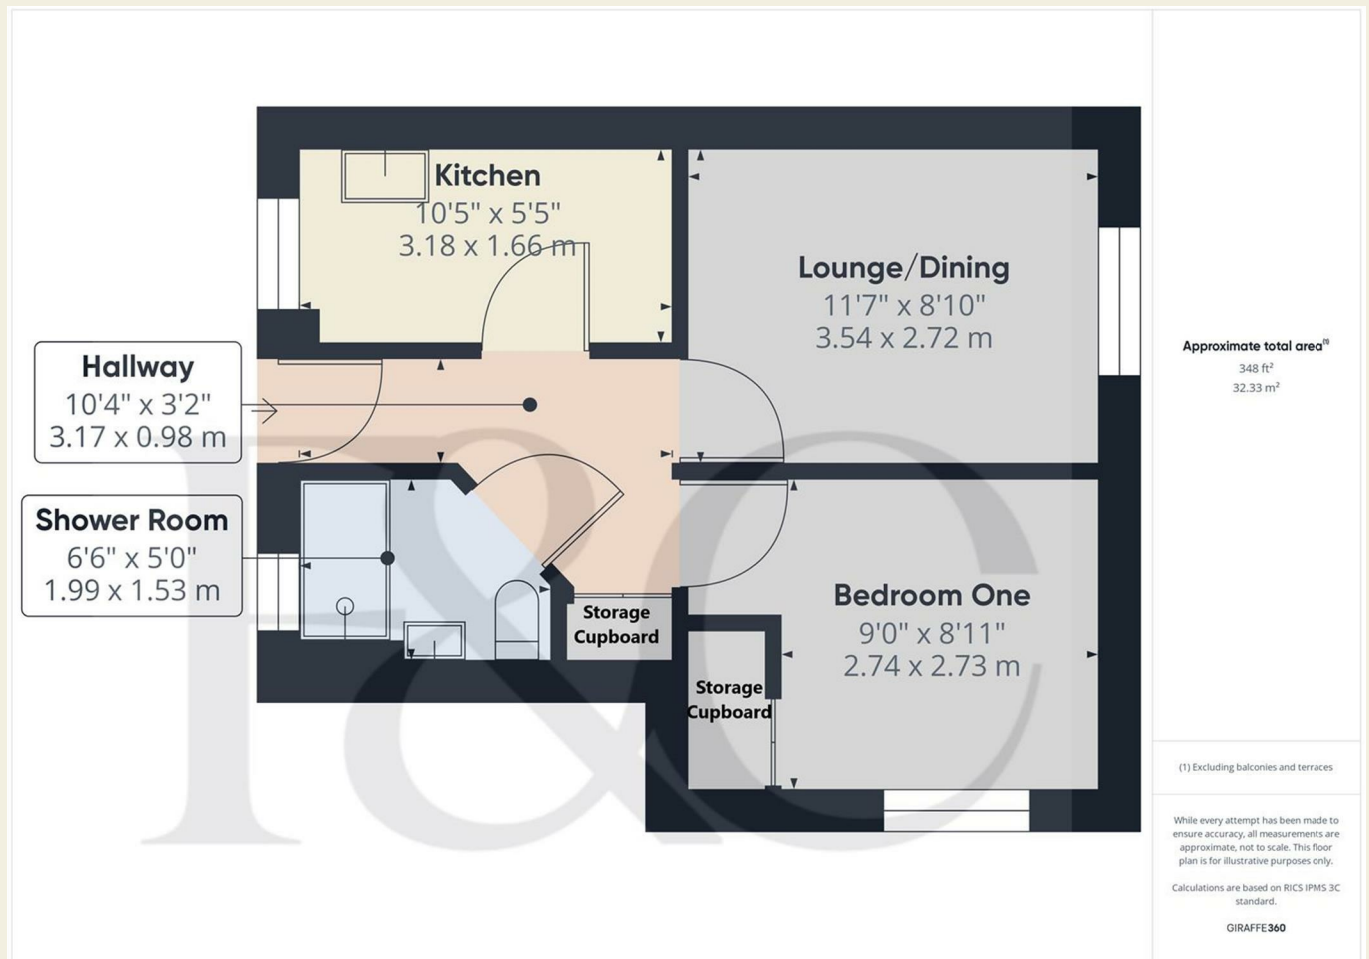 Kitchen
10'5" x 5'5"
3.18 x 1.66 m
Lounge/Dining
11'7" x 8'10"
3.54 x 2.72 m
Hallway
10'4" x 3'2"
3.17 x 0.98 m
Shower Room
6'6" x 5'0"
1.99 x 1.53 m
Storage
Cupboard
Bedroom One
9'0" x 8'11"
2.74 x 2.73 m
Storage
Cupboard
F&C
Approximate total area(1)
348 ft²
32.33 m²
(1) Excluding balconies and terraces
While every attempt has been made to
ensure accuracy, all measurements are
approximate, not to scale. This floor
plan is for illustrative purposes only.
Calculations are based on RICS IPMS 3C
standard.
GIRAFFE360